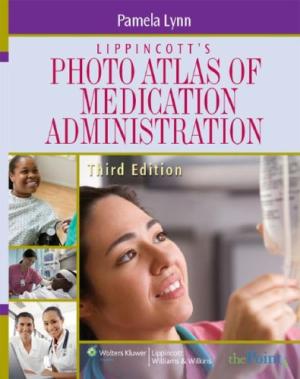 Pamela Lynn
LIPPINCOTT'S
PHOTO ATLAS OF
MEDICATION
ADMINISTRATION
Third Edition
Wolters Kluwer
Lippincott
Williams & Wilkins
thePoint